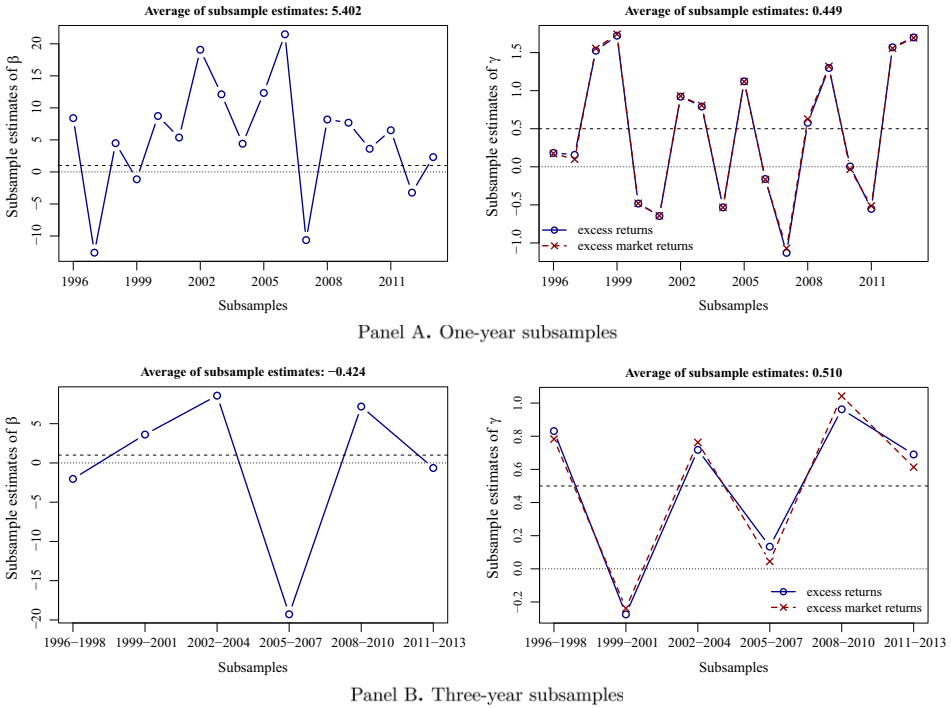 Average of subsample estimates: 5.402
Subsample estimates of β
20
15
10
5
0
−5
−10
1996
1999
2002
2005
2008
2011
Subsamples
Average of subsample estimates: 0.449
Subsample estimates of γ
1.5
1.0
0.5
0.0
−0.5
−1.0
excess returns
excess market returns
1996
1999
2002
2005
2008
2011
Subsamples
Panel A. One-year subsamples
Average of subsample estimates: −0.424
Subsample estimates of β
5
0
−5
−10
−15
−20
1996−1998
1999−2001
2002−2004
2005−2007
2008−2010
2011−2013
Subsamples
Average of subsample estimates: 0.510
Subsample estimates of γ
1.0
0.8
0.6
0.4
0.2
0.0
−0.2
excess returns
excess market returns
1996−1998
1999−2001
2002−2004
2005−2007
2008−2010
2011−2013
Subsamples
Panel B. Three-year subsamples